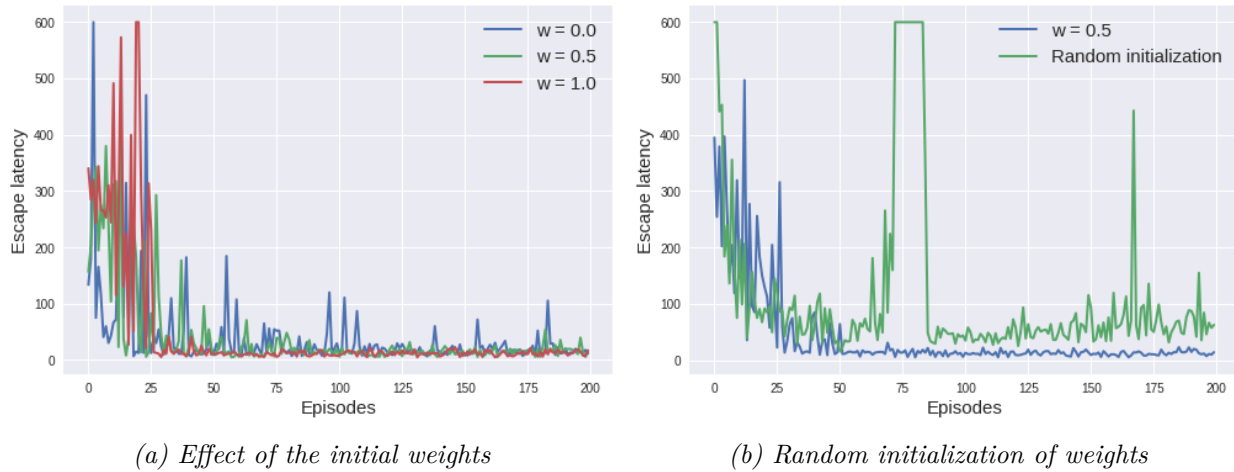 600
500
400
300
200
100
0
Escape latency
w = 0.0
w = 0.5
w = 1.0
0
25
50
75
100
125
150
175
200
Episodes
(a) Effect of the initial weights
600
500
400
300
200
100
0
Escape latency
w = 0.5
Random initialization
0
25
50
75
100
125
150
175
200
Episodes
(b) Random initialization of weights